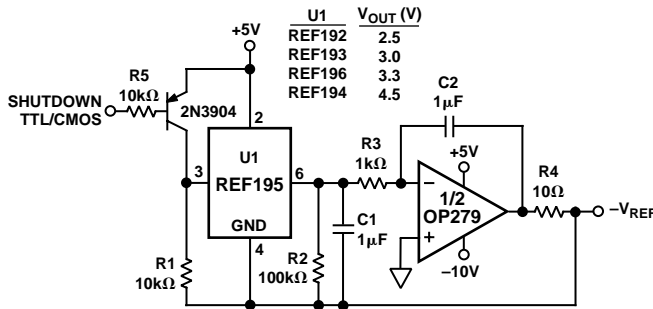 U1 VOUT (V)
REF192 2.5
REF193 3.0
REF196 3.3
REF194 4.5
+5V
R5
10kΩ
SHUTDOWN
TTL/CMOS
2N3904
2
U1
REF195
3
6
GND
4
R1
10kΩ
R2
100kΩ
C1
1μF
R3
1kΩ
C2
1μF
+5V
–
1/2
OP279
+
–10V
R4
10Ω
–VREF